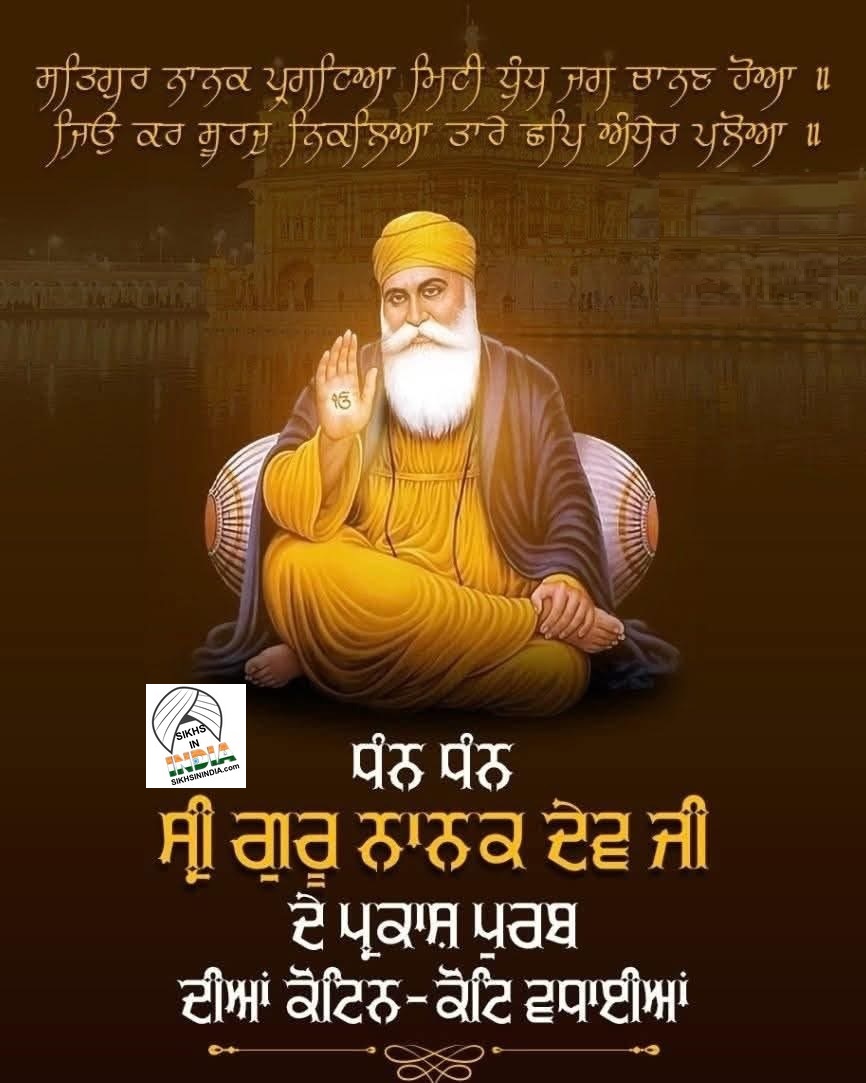 ਸਤਿਗੁਰ ਨਾਨਕ ਪ੍ਰਗਟਿਆ ਮਿਟੀ ਧੁੰਧ ਜਗ ਚਾਨਣ ਹੋਆ ॥
ਜਿਓੁਂ ਕਰ ਸੂਰਜੁ ਨਿਕਲਿਆ ਤਾਰੇ ਛਪਿ ਅੰਧੇਰ ਪਲੋਆ ॥
ੴ
SIKHS
IN
INDIA
SIKHSININDIA.com
ਧੰਨ ਧੰਨ
ਸ੍ਰੀ ਗੁਰੂ ਨਾਨਕ ਦੇਵ ਜੀ
ਦੇ ਪ੍ਰਕਾਸ਼ ਪੁਰਬ
ਦੀਆਂ ਕੋਟਿਨ-ਕੋਟਿ ਵਧਾਈਆਂ